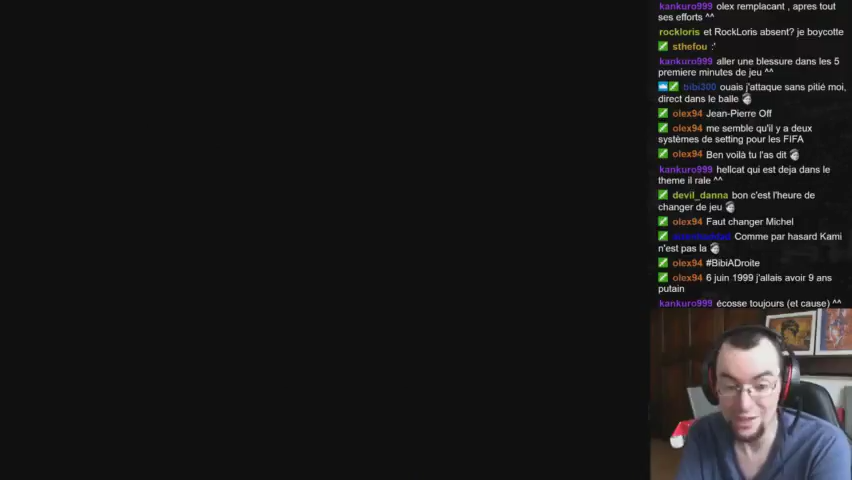 kankuro999 olex remplacant , apres tout
ses efforts ^^
rockloris et RockLoris absent? je boycotte
sthefou :'
kankuro999 aller une blessure dans les 5
premiere minutes de jeu ^^
bibi300 ouais j'attaque sans pitié moi,
direct dans le balle
olex94 Jean-Pierre Off
olex94 me semble qu'il y a deux
systèmes de setting pour les FIFA
olex94 Ben voilà tu l'as dit
kankuro999 hellcat qui est deja dans le
theme il rale ^^
devil_danna bon c'est l'heure de
changer de jeu
olex94 Faut changer Michel
Comme par hasard Kami
n'est pas la
olex94 #BibiADroite
olex94 6 juin 1999 j'allais avoir 9 ans
putain
kankuro999 écosse toujours (et cause) ^^